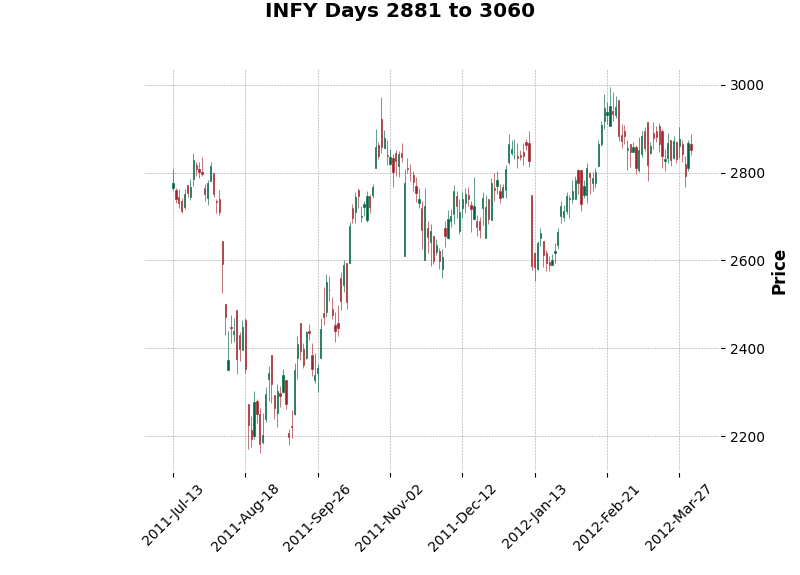 INFY Days 2881 to 3060
3000
2800
2600
2400
2200
Price
2011-Jul-13
2011-Aug-18
2011-Sep-26
2011-Nov-02
2011-Dec-12
2012-Jan-13
2012-Feb-21
2012-Mar-27